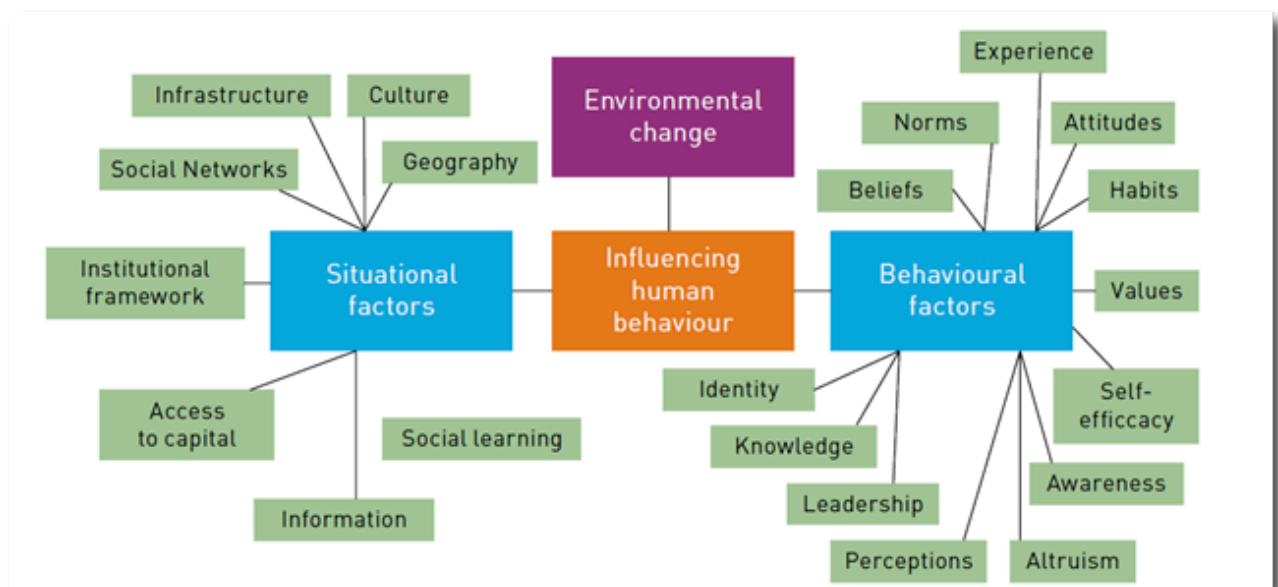 Experience
Infrastructure
Culture
Environmental
change
Norms
Attitudes
Social Networks
Geography
Beliefs
Habits
Institutional
framework
Situational
factors
Influencing
human
behaviour
Behavioural
factors
Values
Identity
Self-
efficcacy
Access
to capital
Social learning
Knowledge
Awareness
Leadership
Information
Perceptions
Altruism